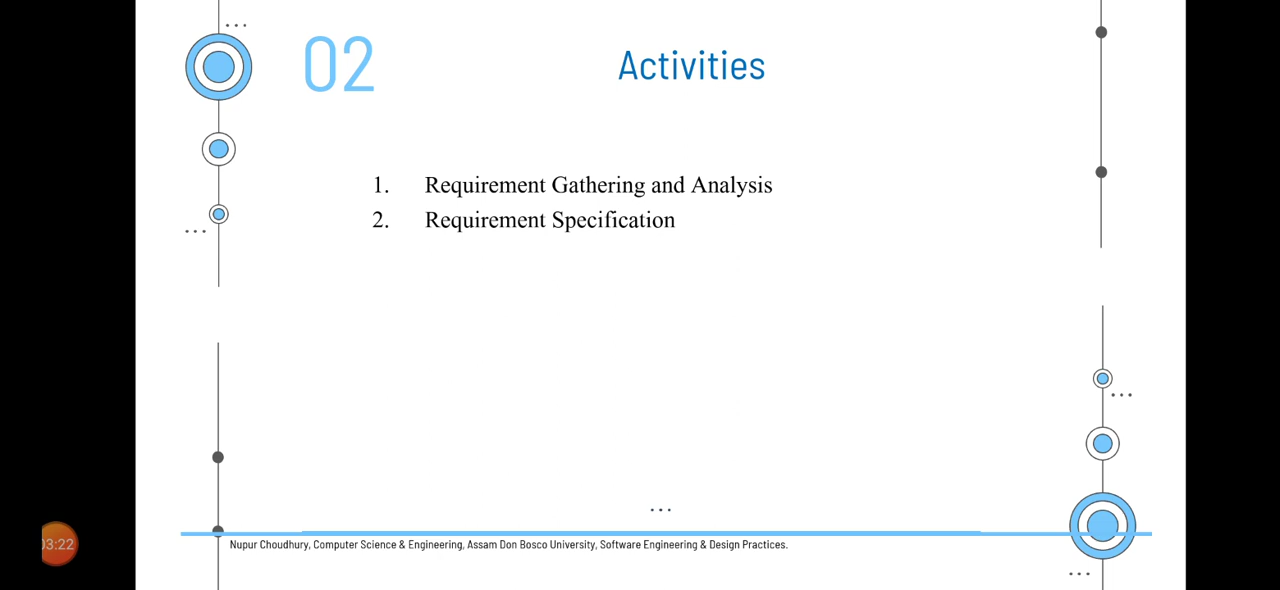 02
Activities
1. Requirement Gathering and Analysis
2. Requirement Specification
03:22
Nupur Choudhury, Computer Science & Engineering, Assam Don Bosco University, Software Engineering & Design Practices.